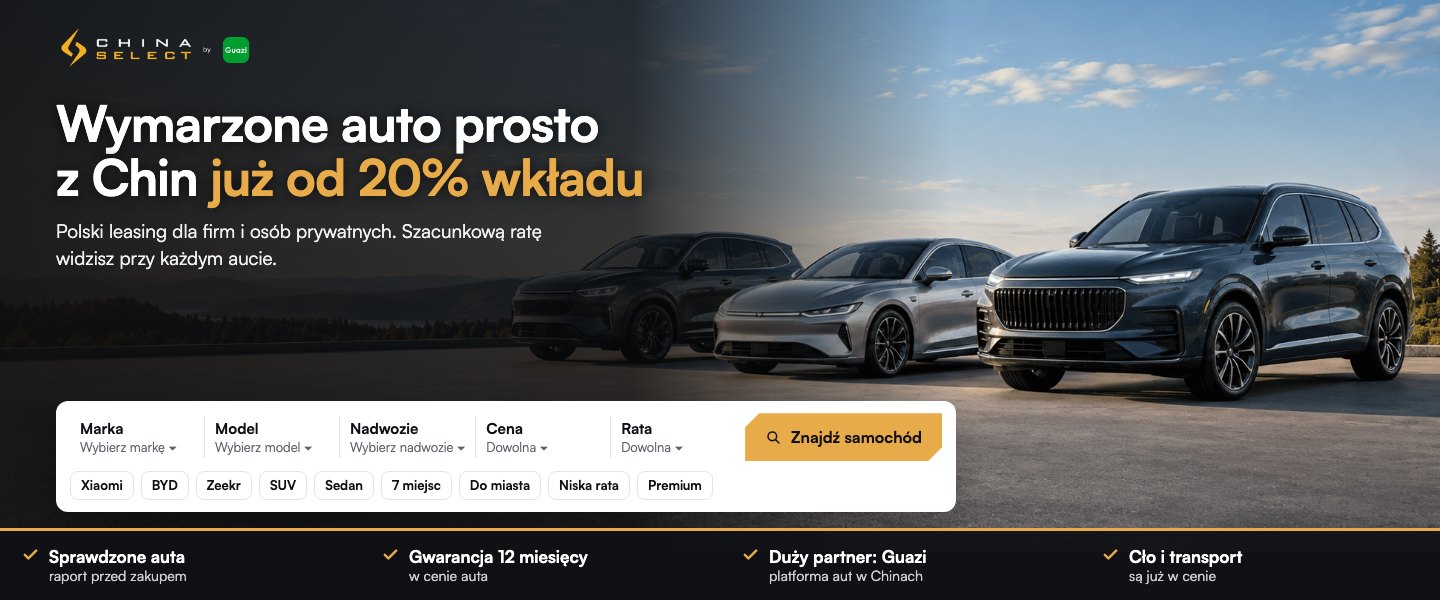 CHINA
SELECT
by
Guazi
Wymarzone auto prosto
z Chin już od 20% wkładu
Polski leasing dla firm i osób prywatnych. Szacunkową ratę
widzisz przy każdym aucie.
Marka Model Nadwozie Cena Rata
Wybierz markę Wybierz model Wybierz nadwozie Dowolna Dowolna
Znajdź samochód
Xiaomi BYD Zeekr SUV Sedan 7 miejsc Do miasta Niska rata Premium
Sprawdzone auta
raport przed zakupem
Gwarancja 12 miesięcy
w cenie auta
Duży partner: Guazi
platforma aut w Chinach
Cło i transport
są już w cenie